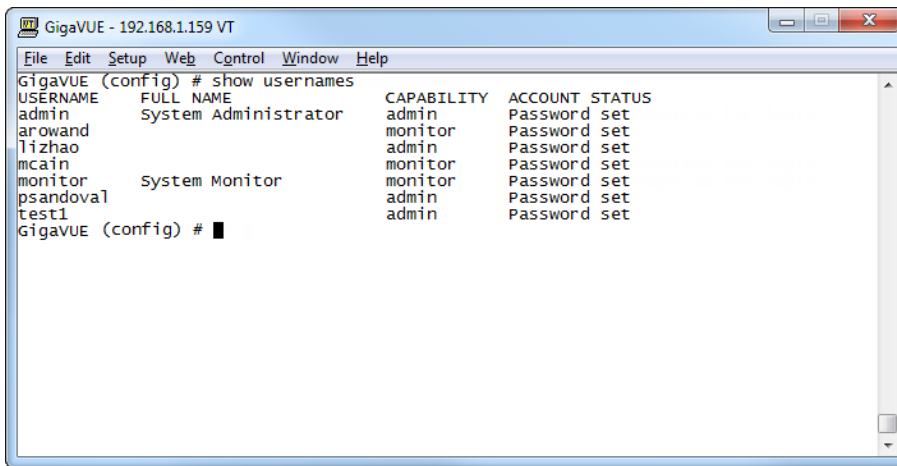 GigaVUE - 192.168.1.159 VT
File Edit Setup Web Control Window Help
GigaVUE (config) # show usernames
USERNAME FULL NAME CAPABILITY ACCOUNT STATUS
admin System Administrator admin Password set
arowand monitor Password set
lizhao admin Password set
mcain monitor Password set
monitor System Monitor monitor Password set
psandoval admin Password set
test1 admin Password set
GigaVUE (config) #